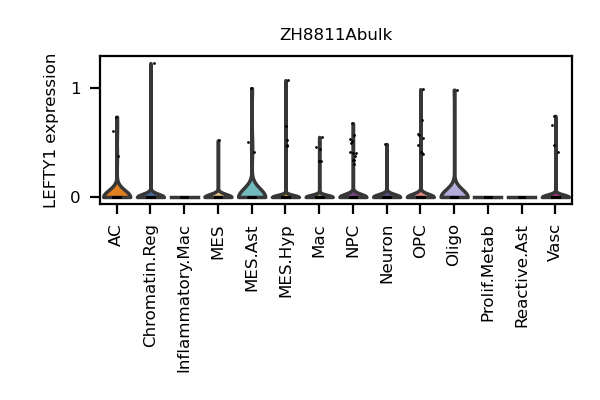 ZH8811Abulk
LEFTY1 expression
1
0
AC
Chromatin.Reg
Inflammatory.Mac
MES
MES.Ast
MES.Hyp
Mac
NPC
Neuron
OPC
Oligo
Prolif.Metab
Reactive.Ast
Vasc